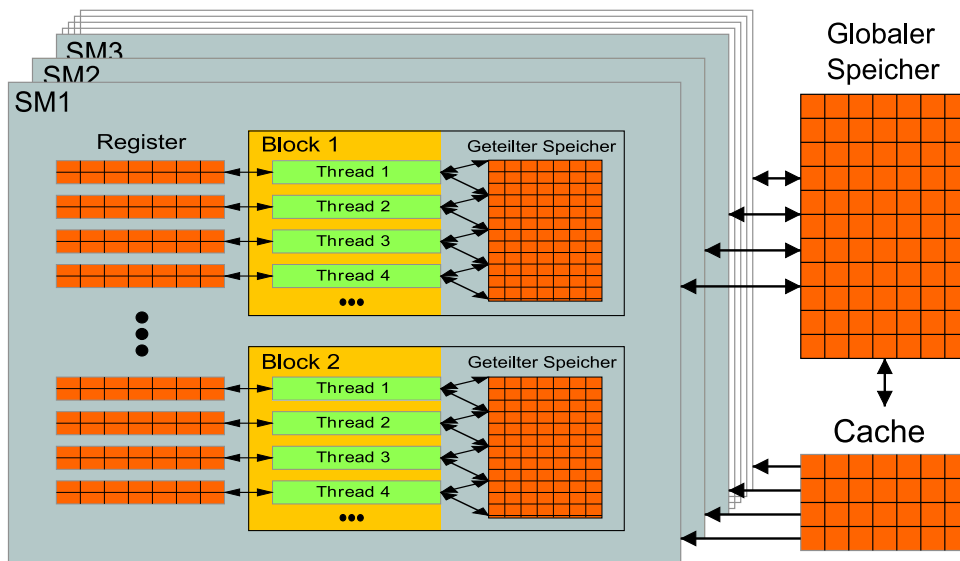 SM3
SM2
SM1
Register
Block 1
Geteilter Speicher
Thread 1
Thread 2
Thread 3
Thread 4
Block 2
Geteilter Speicher
Thread 1
Thread 2
Thread 3
Thread 4
Globaler
Speicher
Cache